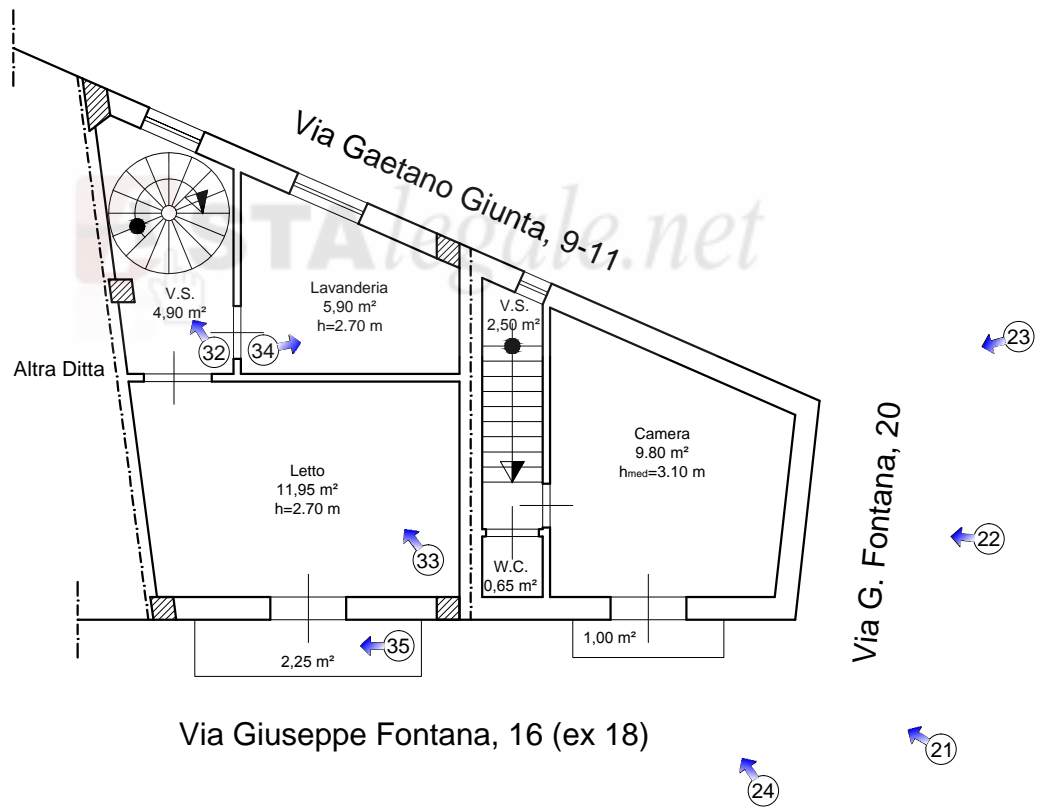 Via Gaetano Giunta, 9-11
STAlegale.net
V.S.
4,90 m²
Lavanderia
5,90 m²
h=2.70 m
V.S.
2,50 m²
32
34
23
Altra Ditta
Camera
9.80 m²
hmed=3.10 m
Letto
11,95 m²
h=2.70 m
33
22
Via G. Fontana, 20
W.C.
0,65 m²
35
2,25 m²
1,00 m²
Via Giuseppe Fontana, 16 (ex 18)
21
24